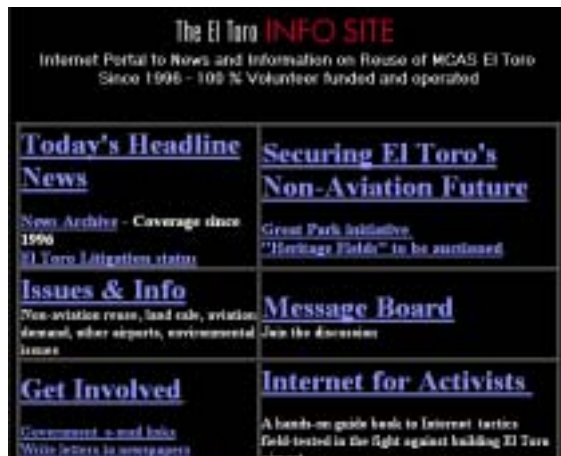 The El Toro INFO SITE
Internet Portal to News and Information on Reuse of MCAS El Toro
Since 1996 - 100 % Volunteer funded and operated
Today's Headline
News
News Archive - Coverage since
1996
El Toro Litigation status
Securing El Toro's
Non-Aviation Future
Great Park Initiative
"Heritage Fields" to be auctioned
Issues & Info
Non-aviation reuse, land sale, aviation
demand, other airports, environmental
issues
Message Board
Join the discussion
Get Involved
Government e-mail links
Write letters to newspapers
Internet for Activists
A hands-on guide book to Internet tactics
field-tested in the fight against building El Toro